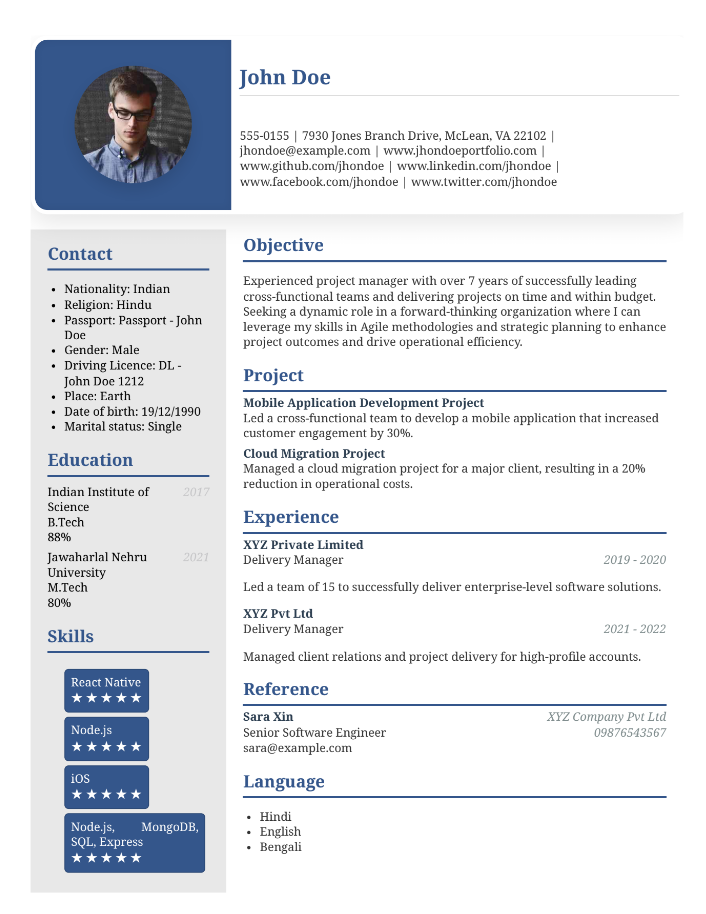 John Doe
555-0155 | 7930 Jones Branch Drive, McLean, VA 22102 |
jhondoe@example.com | www.jhondoeportfolio.com |
www.github.com/jhondoe | www.linkedin.com/jhondoe |
www.facebook.com/jhondoe | www.twitter.com/jhondoe
Contact
• Nationality: Indian
• Religion: Hindu
• Passport: Passport - John
Doe
• Gender: Male
• Driving Licence: DL -
John Doe 1212
• Place: Earth
• Date of birth: 19/12/1990
• Marital status: Single
Education
Indian Institute of 2017
Science
B.Tech
88%
Jawaharlal Nehru 2021
University
M.Tech
80%
Skills
React Native
★★★★★
Node.js
★★★★★
iOS
★★★★★
Node.js, MongoDB,
SQL, Express
★★★★★
Objective
Experienced project manager with over 7 years of successfully leading
cross-functional teams and delivering projects on time and within budget.
Seeking a dynamic role in a forward-thinking organization where I can
leverage my skills in Agile methodologies and strategic planning to enhance
project outcomes and drive operational efficiency.
Project
Mobile Application Development Project
Led a cross-functional team to develop a mobile application that increased
customer engagement by 30%.
Cloud Migration Project
Managed a cloud migration project for a major client, resulting in a 20%
reduction in operational costs.
Experience
XYZ Private Limited
Delivery Manager 2019 - 2020
Led a team of 15 to successfully deliver enterprise-level software solutions.
XYZ Pvt Ltd
Delivery Manager 2021 - 2022
Managed client relations and project delivery for high-profile accounts.
Reference
Sara Xin XYZ Company Pvt Ltd
Senior Software Engineer 09876543567
sara@example.com
Language
• Hindi
• English
• Bengali